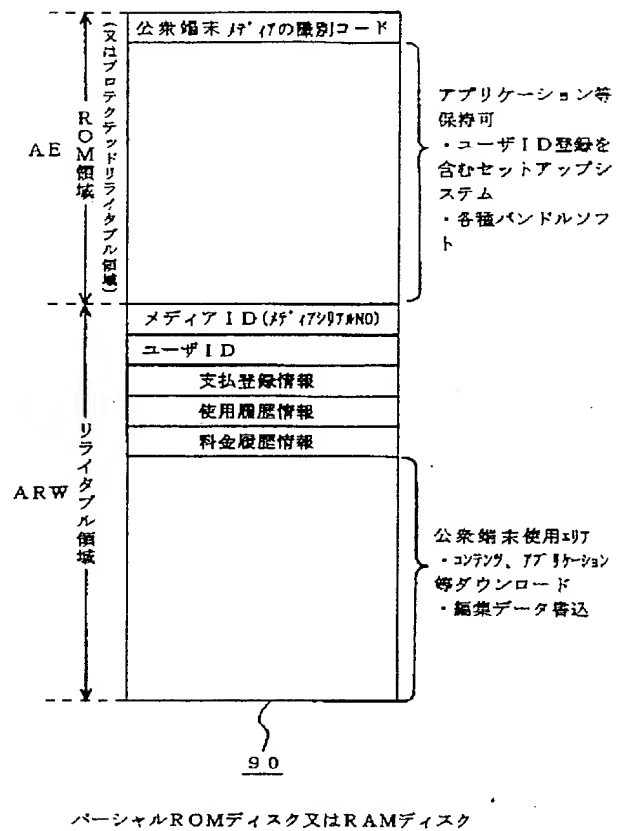 公衆端末 ﾒﾃﾞｨｱの識別コード
AE
ROM領域
(又はプロテクテッドリライタブル領域)
アプリケーション等
保持可
・ユーザID登録を
含むセットアップシ
ステム
・各種バンドルソフ
ト
メディアID(ﾒﾃﾞｨｱｼﾘｱﾙNO)
ユーザID
支払登録情報
使用履歴情報
料金履歴情報
ARW
リライタブル領域
公衆端末使用ｴﾘｱ
・ｺﾝﾃﾝﾂ、ｱﾌﾟﾘｹｰｼｮﾝ
等ダウンロード
・編集データ書込
90
パーシャルROMディスク又はRAMディスク